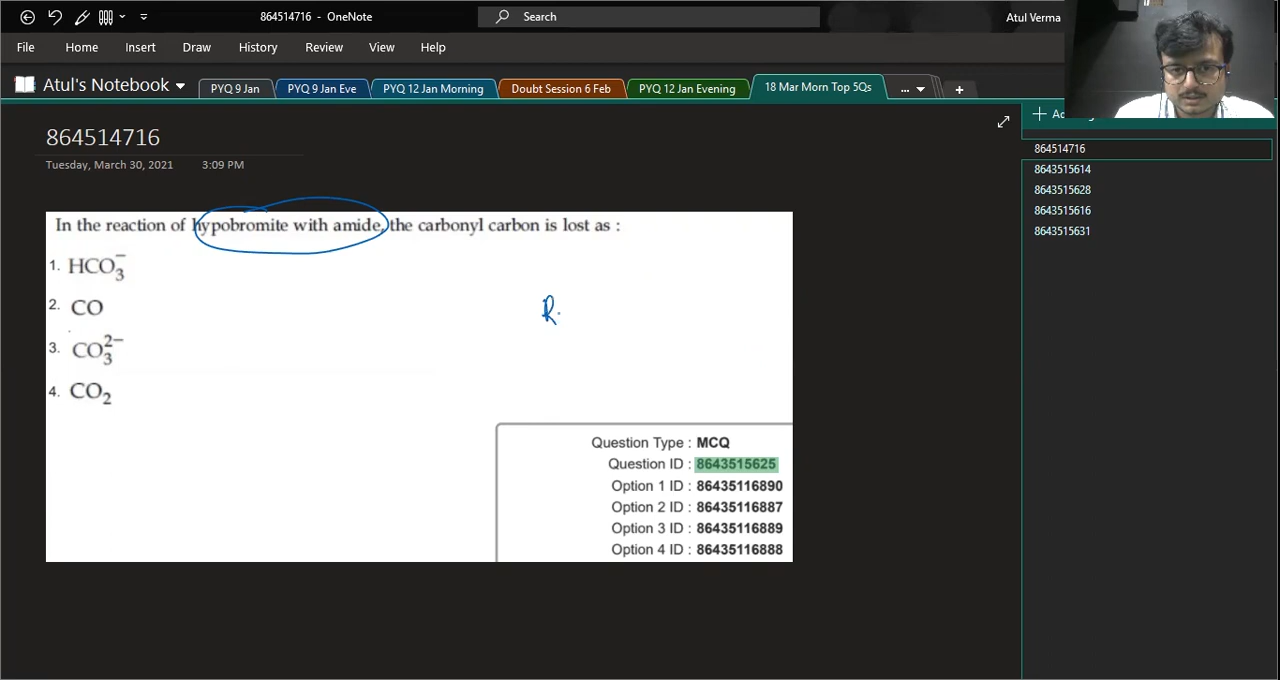 864514716 - OneNote
Search
Atul Verma
File Home Insert Draw History Review View Help
Atul's Notebook
PYQ 9 Jan
PYQ 9 Jan Eve
PYQ 12 Jan Morning
Doubt Session 6 Feb
PYQ 12 Jan Evening
18 Mar Morn Top 5Qs
...
+
864514716
Tuesday, March 30, 2021 3:09 PM
In the reaction of hypobromite with amide, the carbonyl carbon is lost as :
1. HCO₃⁻
2. CO
3. CO₃²⁻
4. CO₂
R
Question Type : MCQ
Question ID : 8643515625
Option 1 ID : 86435116890
Option 2 ID : 86435116887
Option 3 ID : 86435116889
Option 4 ID : 86435116888
864514716
8643515614
8643515628
8643515616
8643515631